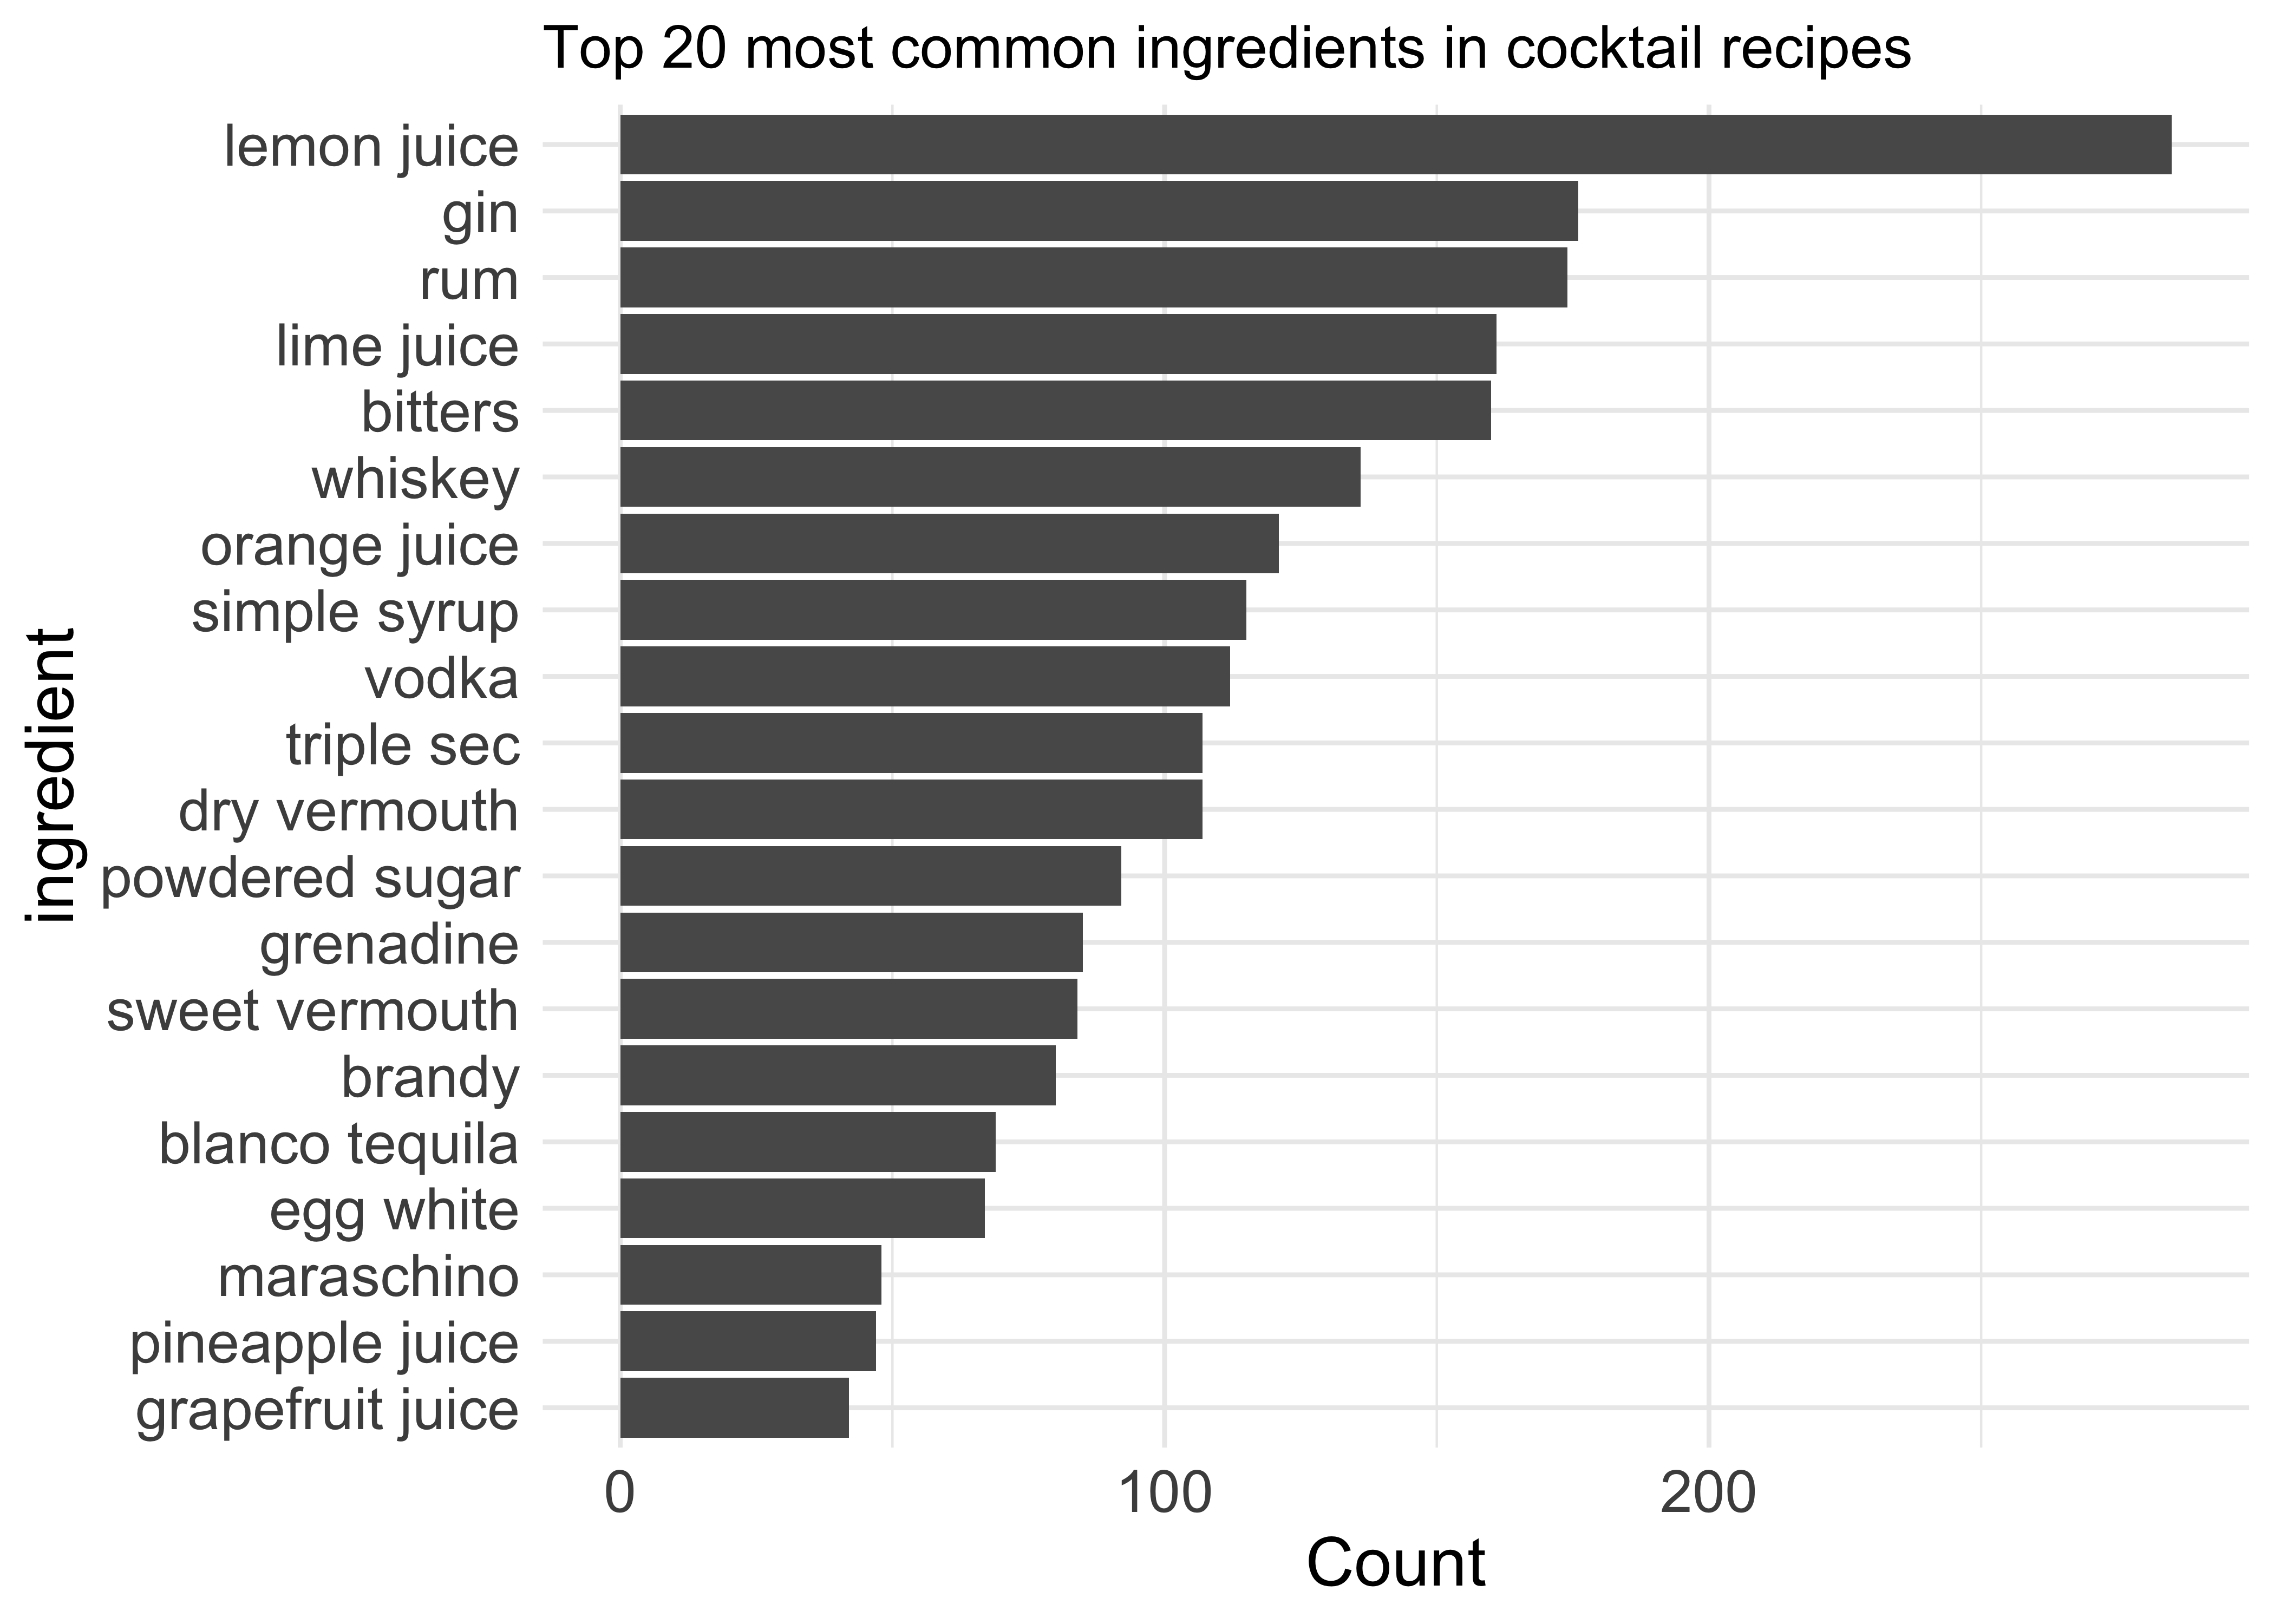 Top 20 most common ingredients in cocktail recipes
lemon juice
gin
rum
lime juice
bitters
whiskey
orange juice
simple syrup
vodka
triple sec
dry vermouth
powdered sugar
grenadine
sweet vermouth
brandy
blanco tequila
egg white
maraschino
pineapple juice
grapefruit juice
ingredient
0 100 200
Count